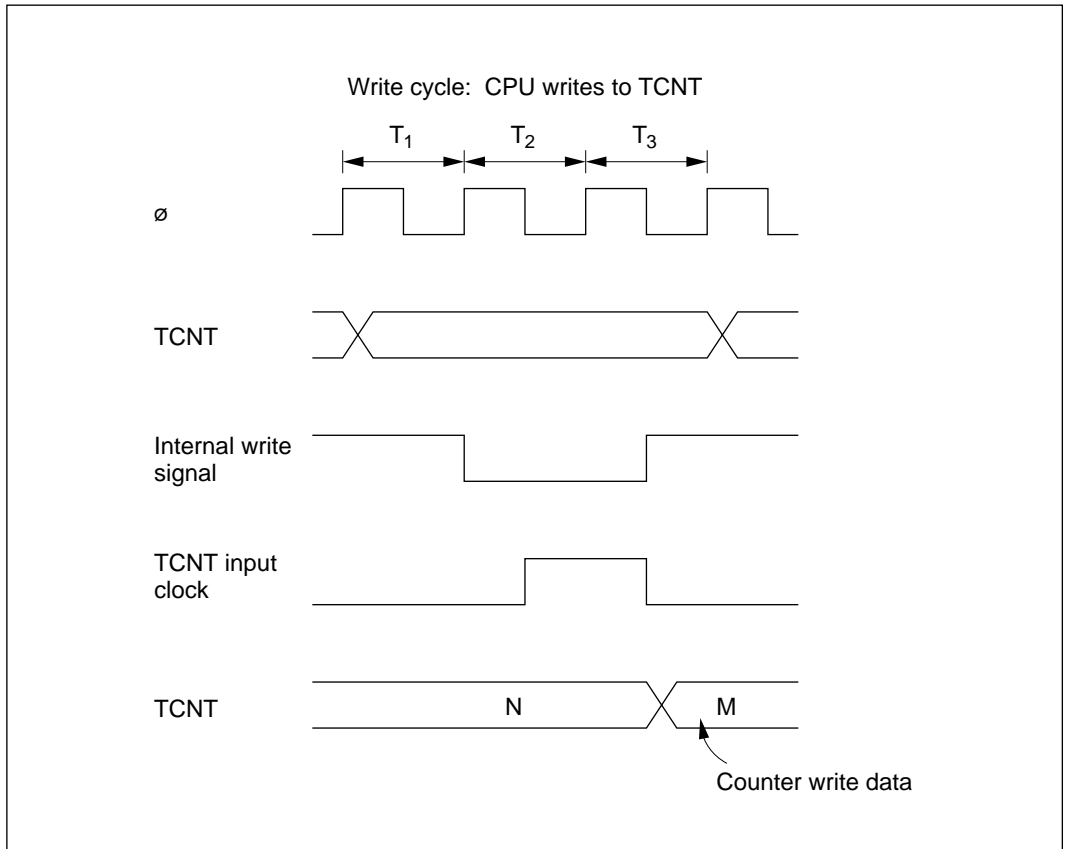 Write cycle: CPU writes to TCNT
T1 T2 T3
ø
TCNT
Internal write
signal
TCNT input
clock
TCNT N M
Counter write data